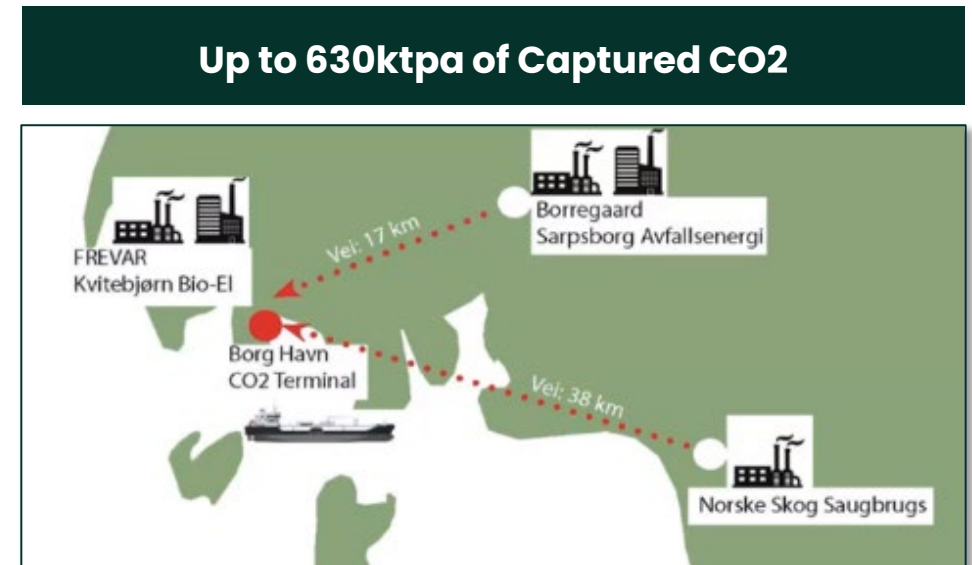 Up to 630ktpa of Captured CO2
Borregaard
Sarpsborg Avfallsenergi
Vei: 17 km
FREVAR
Kvitebjørn Bio-El
Borg Havn
CO2 Terminal
Vei: 38 km
Norske Skog Saugbrugs